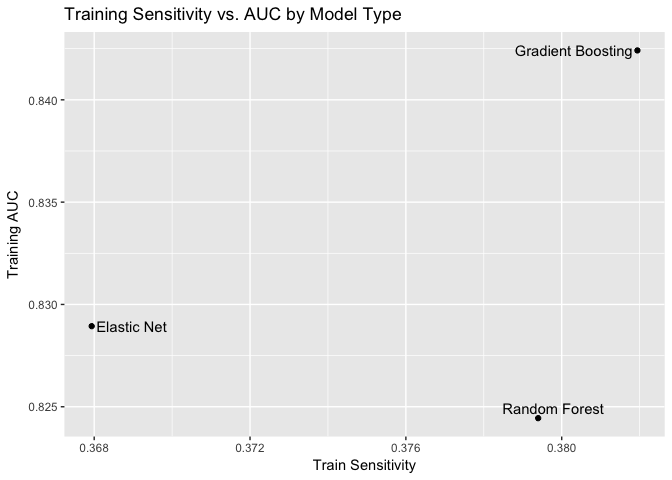 Training Sensitivity vs. AUC by Model Type
Training AUC
0.840
0.835
0.830
0.825
Gradient Boosting
Elastic Net
Random Forest
0.368
0.372
0.376
0.380
Train Sensitivity